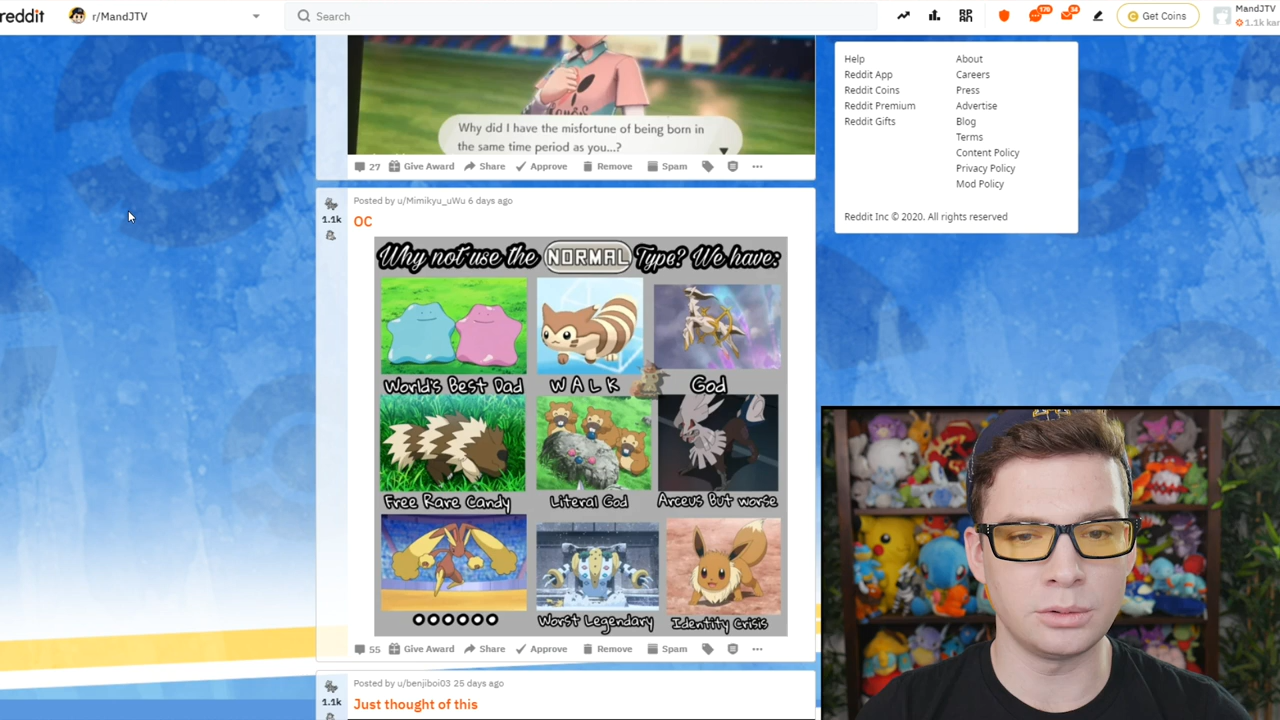 reddit
r/MandJTV
Search
170
34
Get Coins
MandJTV
1.1k kar
Why did I have the misfortune of being born in
the same time period as you...?
27 Give Award Share Approve Remove Spam
Posted by u/Mimikyu_uWu 6 days ago
1.1k
OC
Why not use the NORMAL Type? We have:
World's Best Dad W A L K God
Free Rare Candy Literal God Arceus But worse
Worst Legendary Identity Crisis
55 Give Award Share Approve Remove Spam
Posted by u/benjiboi03 25 days ago
1.1k
Just thought of this
Help About
Reddit App Careers
Reddit Coins Press
Reddit Premium Advertise
Reddit Gifts Blog
Terms
Content Policy
Privacy Policy
Mod Policy
Reddit Inc © 2020. All rights reserved